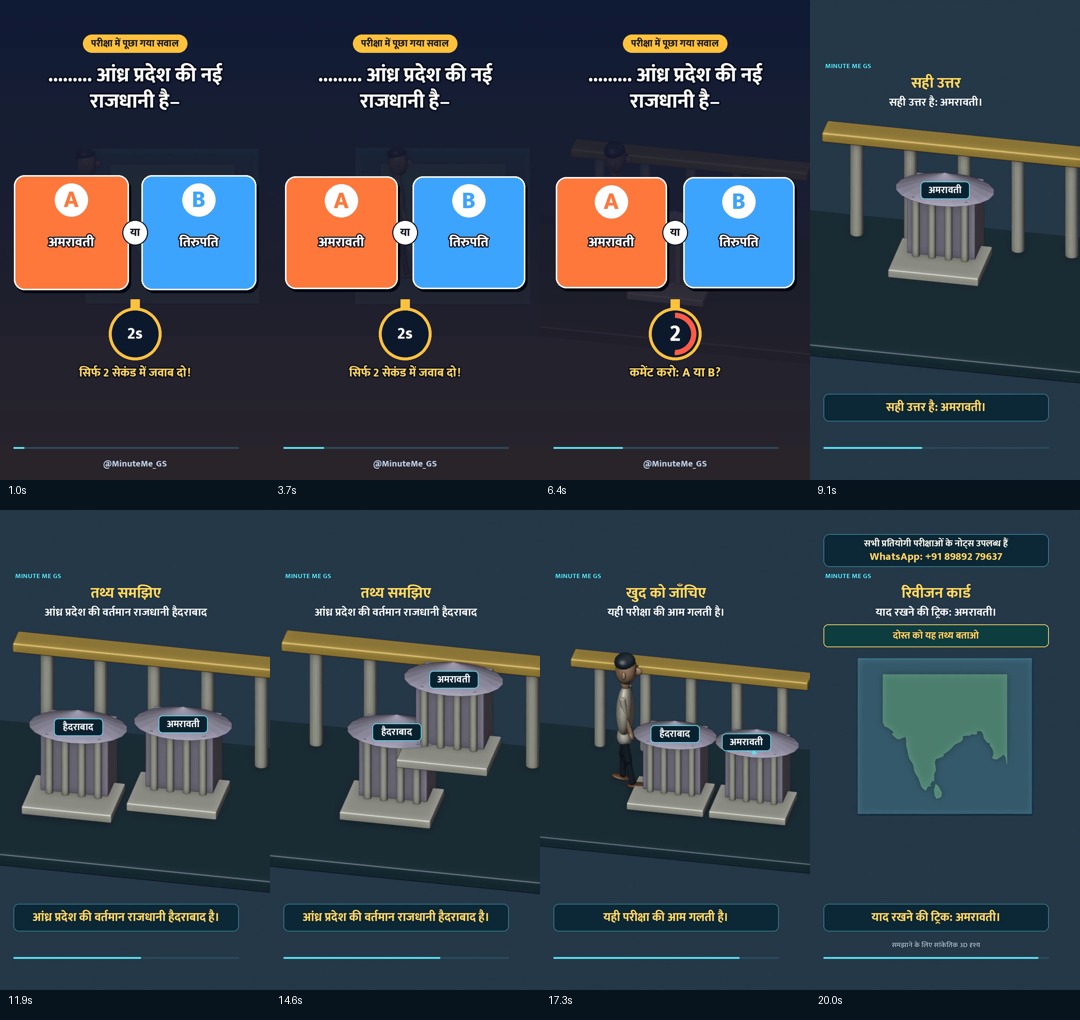 परीक्षा में पूछा गया सवाल
......... आंध्र प्रदेश की नई
राजधानी है–
A
B
या
अमरावती
तिरुपति
2s
सिर्फ 2 सेकंड में जवाब दो!
@MinuteMe_GS
1.0s
परीक्षा में पूछा गया सवाल
......... आंध्र प्रदेश की नई
राजधानी है–
A
B
या
अमरावती
तिरुपति
2s
सिर्फ 2 सेकंड में जवाब दो!
@MinuteMe_GS
3.7s
परीक्षा में पूछा गया सवाल
......... आंध्र प्रदेश की नई
राजधानी है–
A
B
या
अमरावती
तिरुपति
2
कमेंट करो: A या B?
@MinuteMe_GS
6.4s
MINUTE ME GS
सही उत्तर
सही उत्तर है: अमरावती।
अमरावती
सही उत्तर है: अमरावती।
9.1s
MINUTE ME GS
तथ्य समझिए
आंध्र प्रदेश की वर्तमान राजधानी हैदराबाद
हैदराबाद
अमरावती
आंध्र प्रदेश की वर्तमान राजधानी हैदराबाद है।
11.9s
MINUTE ME GS
तथ्य समझिए
आंध्र प्रदेश की वर्तमान राजधानी हैदराबाद
अमरावती
हैदराबाद
आंध्र प्रदेश की वर्तमान राजधानी हैदराबाद है।
14.6s
MINUTE ME GS
खुद को जाँचिए
यही परीक्षा की आम गलती है।
हैदराबाद
अमरावती
यही परीक्षा की आम गलती है।
17.3s
सभी प्रतियोगी परीक्षाओं के नोट्स उपलब्ध हैं
WhatsApp: +91 89892 79637
MINUTE ME GS
रिवीजन कार्ड
याद रखने की ट्रिक: अमरावती।
दोस्त को यह तथ्य बताओ
याद रखने की ट्रिक: अमरावती।
समझाने के लिए सांकेतिक 3D दृश्य
20.0s